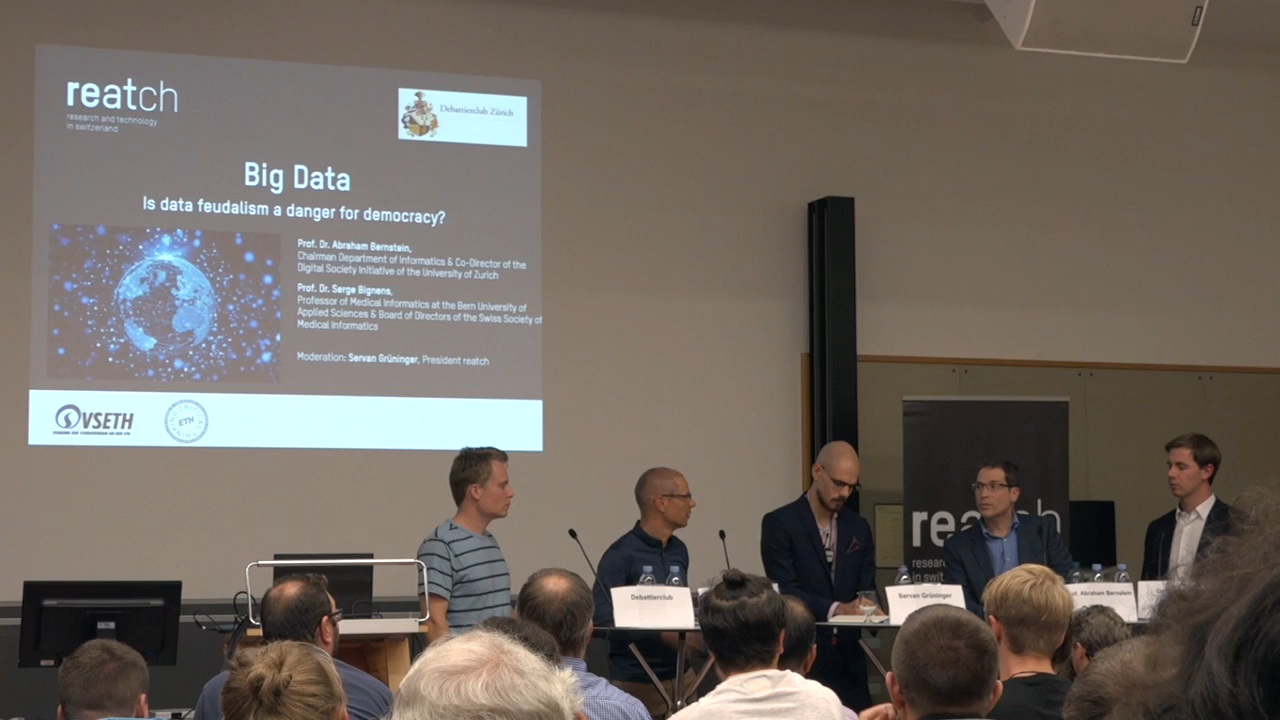 reatch
research and technology
in switzerland
Debattierclub Zürich
Big Data
Is data feudalism a danger for democracy?
Prof. Dr. Abraham Bernstein,
Chairman Department of Informatics & Co-Director of the
Digital Society Initiative of the University of Zurich
Prof. Dr. Serge Bignens,
Professor of Medical Informatics at the Bern University of
Applied Sciences & Board of Directors of the Swiss Society of
Medical Informatics
Moderation: Servan Grüninger, President reatch
VSETH
ETH
Debattierclub
Servan Grüninger
Prof. Abraham Bernstein